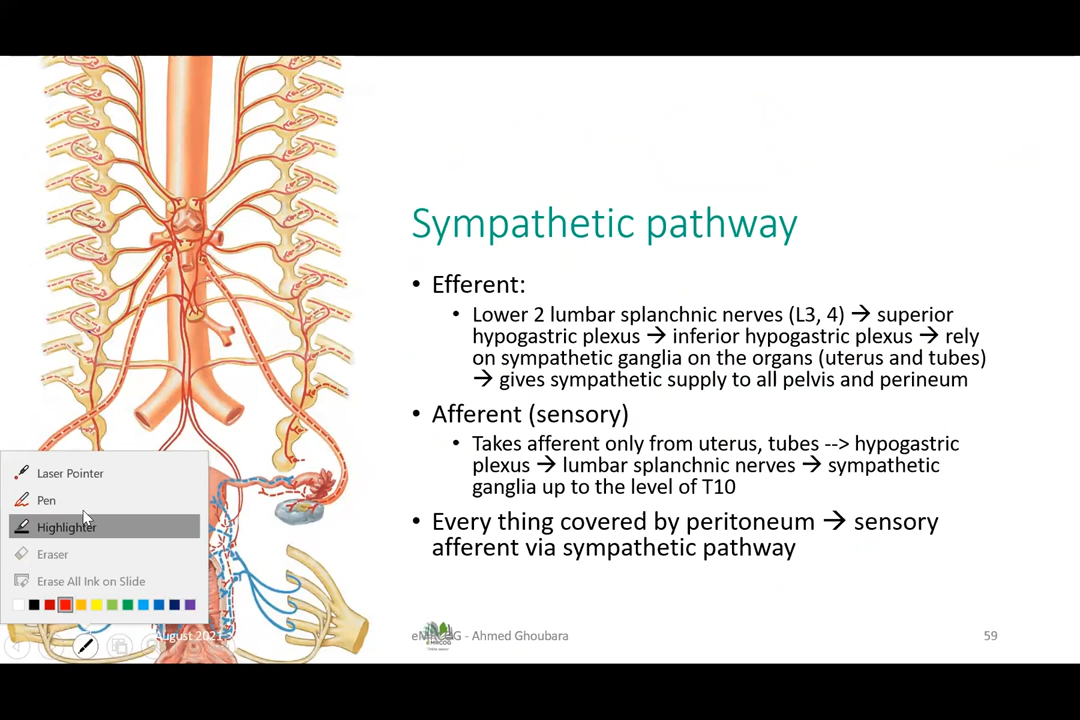 Sympathetic pathway
• Efferent:
• Lower 2 lumbar splanchnic nerves (L3, 4) → superior
hypogastric plexus → inferior hypogastric plexus → rely
on sympathetic ganglia on the organs (uterus and tubes)
→ gives sympathetic supply to all pelvis and perineum
• Afferent (sensory)
• Takes afferent only from uterus, tubes --> hypogastric
plexus → lumbar splanchnic nerves → sympathetic
ganglia up to the level of T10
• Every thing covered by peritoneum → sensory
afferent via sympathetic pathway
Laser Pointer
Pen
Highlighter
Eraser
Erase All Ink on Slide
August 2021
- Ahmed Ghoubara
59